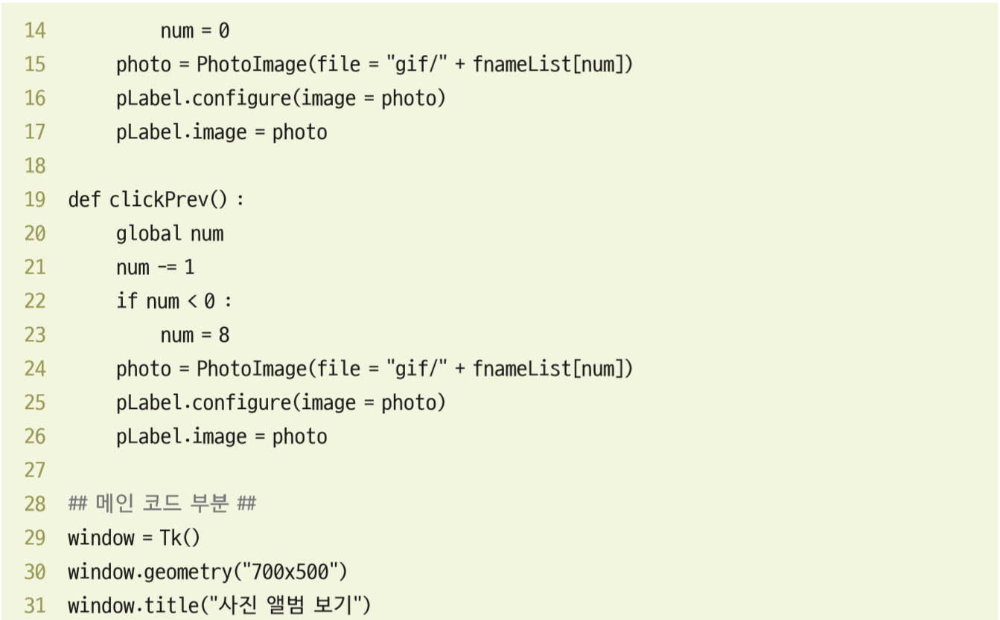 14 num = 0
15 photo = PhotoImage(file = "gif/" + fnameList[num])
16 pLabel.configure(image = photo)
17 pLabel.image = photo
18
19 def clickPrev() :
20 global num
21 num -= 1
22 if num < 0 :
23 num = 8
24 photo = PhotoImage(file = "gif/" + fnameList[num])
25 pLabel.configure(image = photo)
26 pLabel.image = photo
27
28 ## 메인 코드 부분 ##
29 window = Tk()
30 window.geometry("700x500")
31 window.title("사진 앨범 보기")